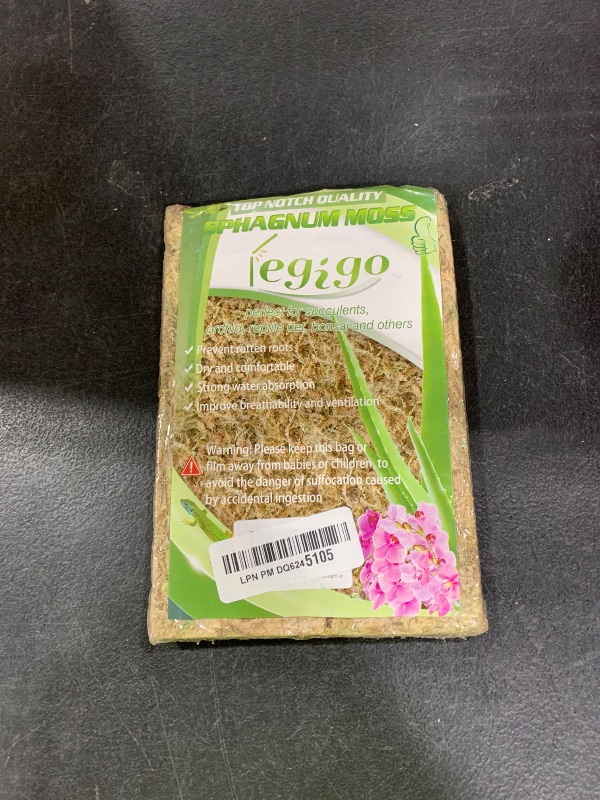 TOP NOTCH QUALITY
SPHAGNUM MOSS
legigo
perfect for succulents,
orchid, reptile pet, bonsai and others
✓ Prevent rotten roots
✓ Dry and comfortable
✓ Strong water absorption
✓ Improve breathability and ventilation
Warning: Please keep this bag or
film away from babies or children, to
avoid the danger of suffocation caused
by accidental ingestion
LPN PM DQ6245105